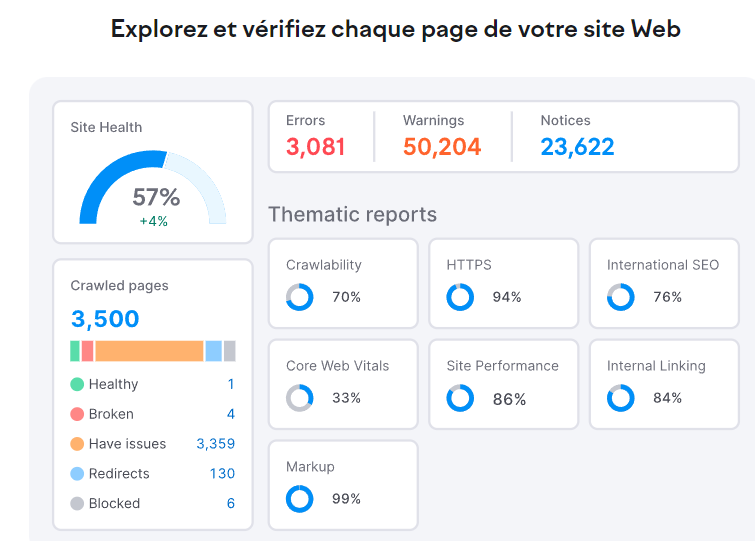 Explorez et vérifiez chaque page de votre site Web
Site Health
57%
+4%
Errors
3,081
Warnings
50,204
Notices
23,622
Crawled pages
3,500
Healthy 1
Broken 4
Have issues 3,359
Redirects 130
Blocked 6
Thematic reports
Crawlability
70%
HTTPS
94%
International SEO
76%
Core Web Vitals
33%
Site Performance
86%
Internal Linking
84%
Markup
99%